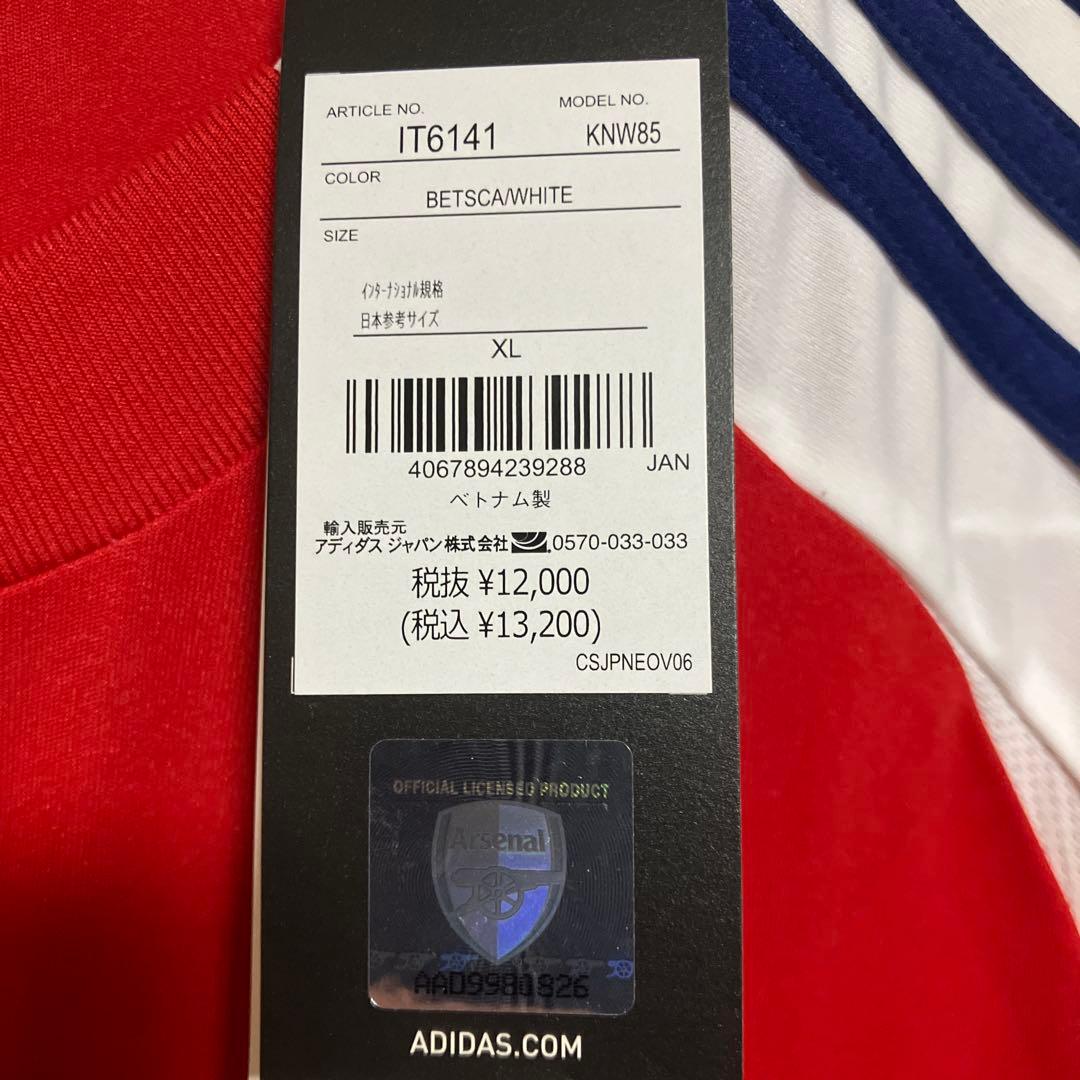 ARTICLE NO. MODEL NO.
IT6141 KNW85
COLOR
BETSCA/WHITE
SIZE
インターナショナル規格
日本参考サイズ
XL
4067894239288 JAN
ベトナム製
輸入販売元
アディダス ジャパン株式会社 0570-033-033
税抜 ¥12,000
(税込 ¥13,200)
CSJPNEOV06
OFFICIAL LICENSED PRODUCT
Arsenal
AAD9980826
ADIDAS.COM